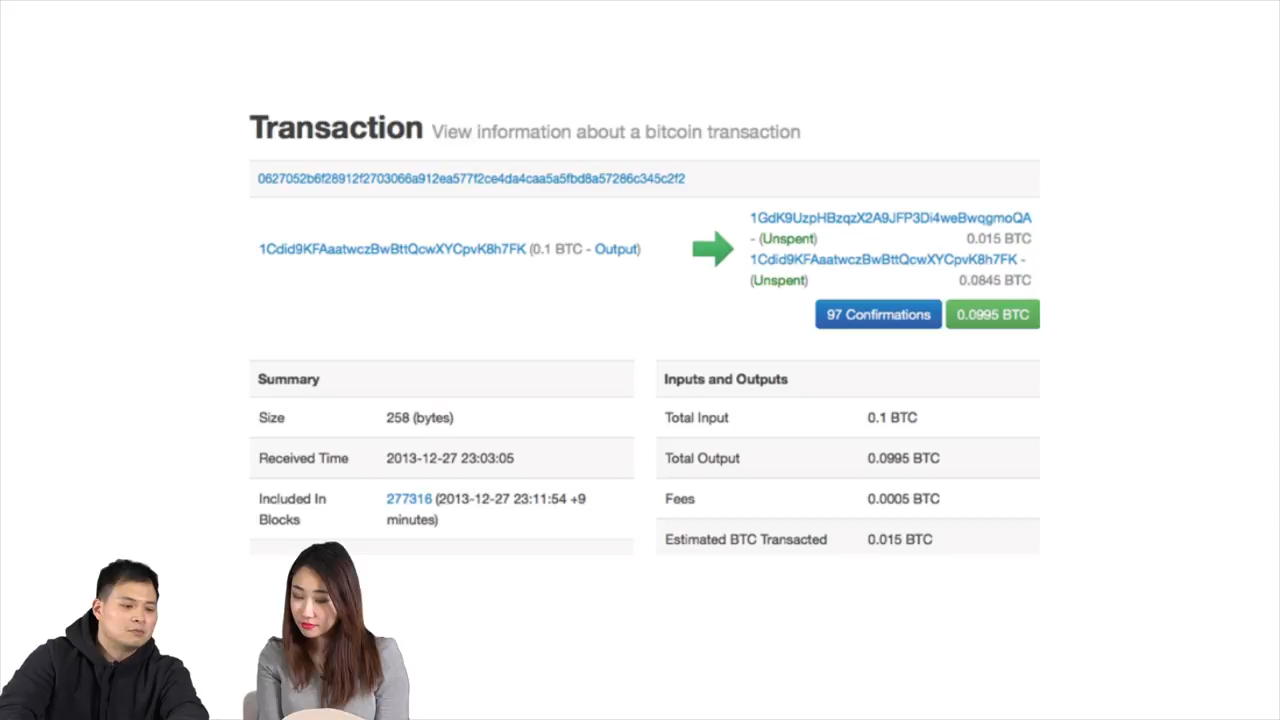 Transaction View information about a bitcoin transaction
0627052b6f28912f2703066a912ea577f2ce4da4caa5a5fbd8a57286c345c2f2
1GdK9UzpHBzqzX2A9JFP3Di4weBwqgmoQA
- (Unspent) 0.015 BTC
1Cdid9KFAaatwczBwBttQcwXYCpvK8h7FK (0.1 BTC - Output)
1Cdid9KFAaatwczBwBttQcwXYCpvK8h7FK -
(Unspent) 0.0845 BTC
97 Confirmations 0.0995 BTC
Summary
Size 258 (bytes)
Received Time 2013-12-27 23:03:05
Included In 277316 (2013-12-27 23:11:54 +9
Blocks minutes)
Inputs and Outputs
Total Input 0.1 BTC
Total Output 0.0995 BTC
Fees 0.0005 BTC
Estimated BTC Transacted 0.015 BTC